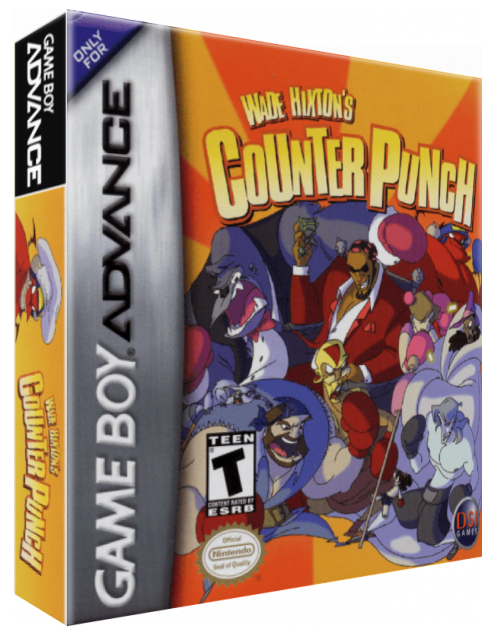 GAME BOY
ADVANCE
WADE HIXTON'S
COUNTER PUNCH
ONLY
FOR
GAME BOY ADVANCE
WADE HIXTON'S
COUNTER PUNCH
TEEN
T
CONTENT RATED BY
ESRB
Official
Nintendo
Seal of Quality
DSI
GAMES